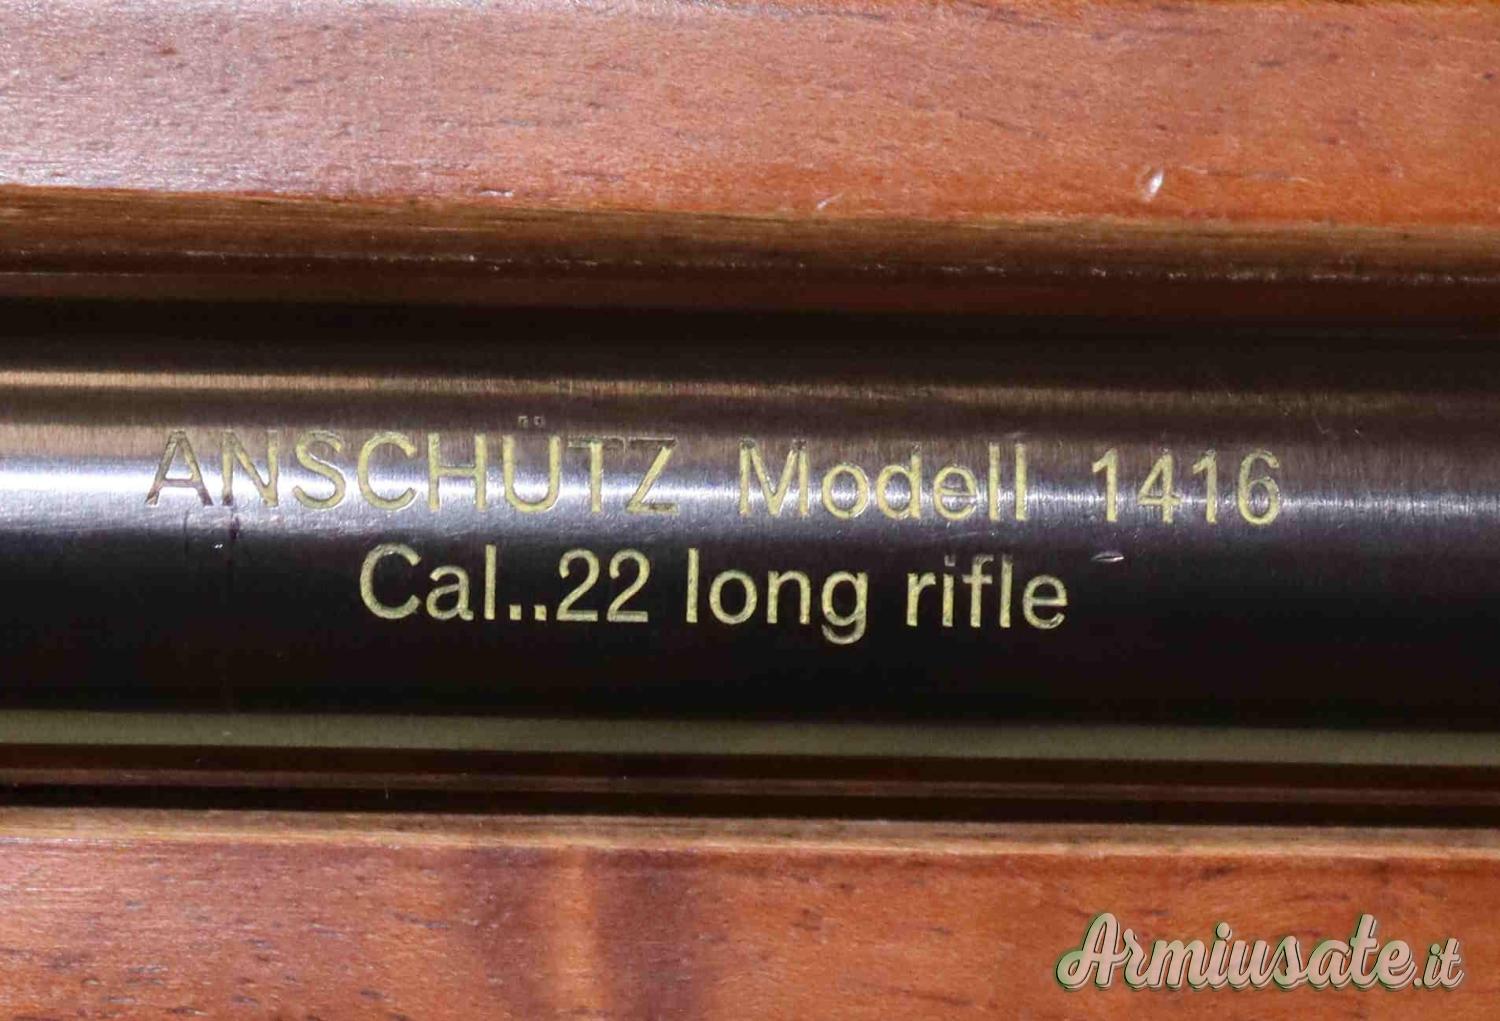 ANSCHÜTZ Modell 1416
Cal..22 long rifle
Armiusate.it